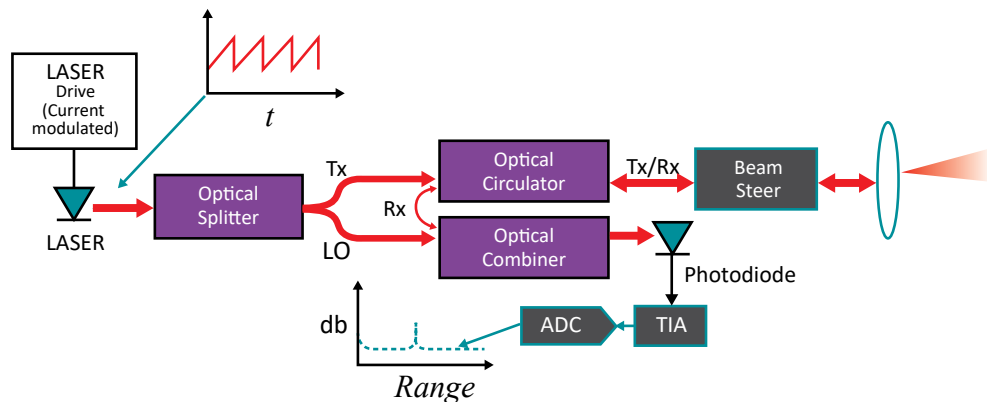 LASER
Drive
(Current
modulated)
t
LASER
Optical
Splitter
Tx
Rx
LO
Optical
Circulator
Optical
Combiner
Tx/Rx
Beam
Steer
Photodiode
TIA
ADC
db
Range